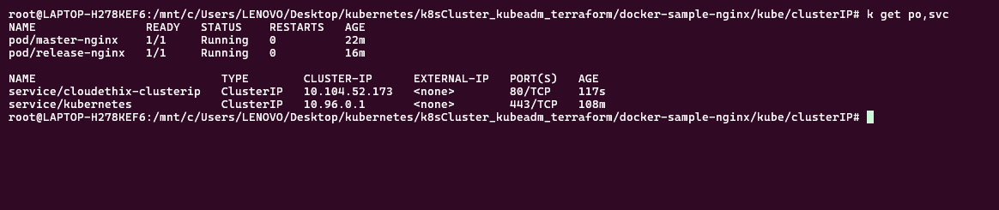 root@LAPTOP-H278KEF6:/mnt/c/Users/LENOVO/Desktop/kubernetes/k8sCluster_kubeadm_terraform/docker-sample-nginx/kube/clusterIP# k get po,svc
NAME                READY   STATUS    RESTARTS   AGE
pod/master-nginx    1/1     Running   0          22m
pod/release-nginx   1/1     Running   0          16m

NAME                           TYPE        CLUSTER-IP      EXTERNAL-IP   PORT(S)   AGE
service/cloudethix-clusterip   ClusterIP   10.104.52.173   <none>        80/TCP    117s
service/kubernetes             ClusterIP   10.96.0.1       <none>        443/TCP   108m
root@LAPTOP-H278KEF6:/mnt/c/Users/LENOVO/Desktop/kubernetes/k8sCluster_kubeadm_terraform/docker-sample-nginx/kube/clusterIP#